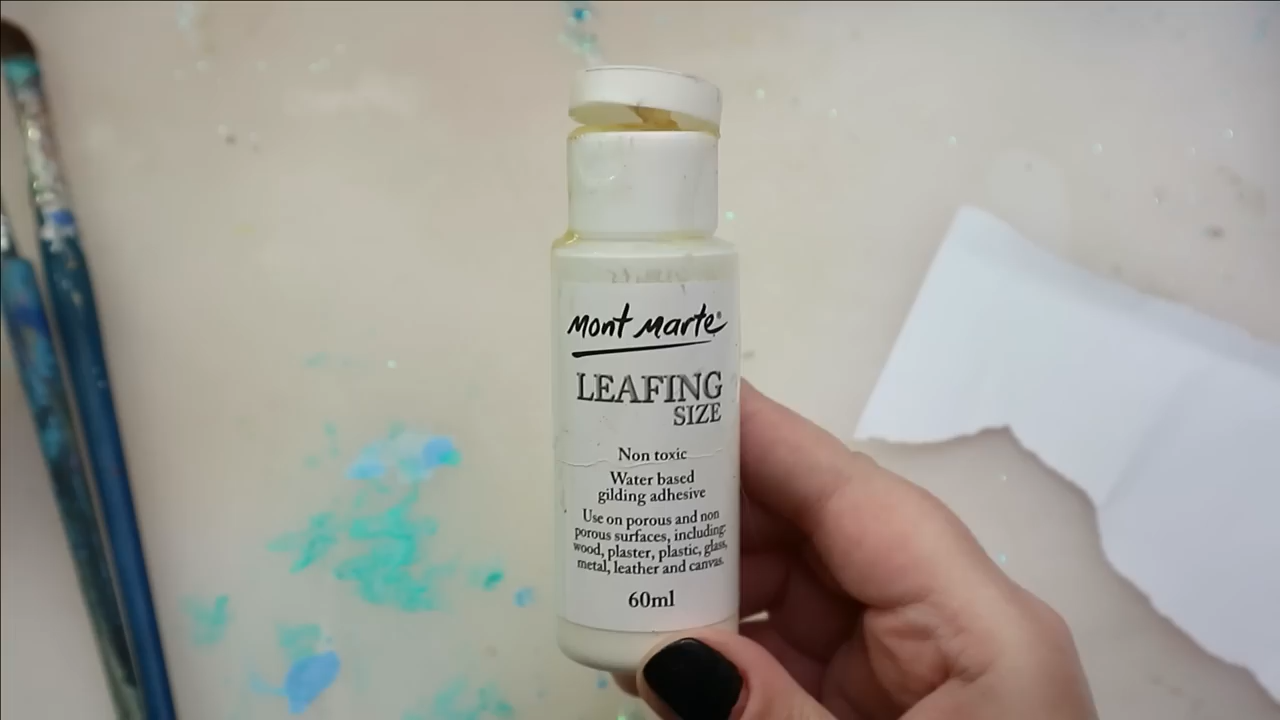 Mont Marte®
LEAFING
SIZE
Non toxic
Water based
gilding adhesive
Use on porous and non
porous surfaces, including:
wood, plaster, plastic, glass,
metal, leather and canvas.
60ml